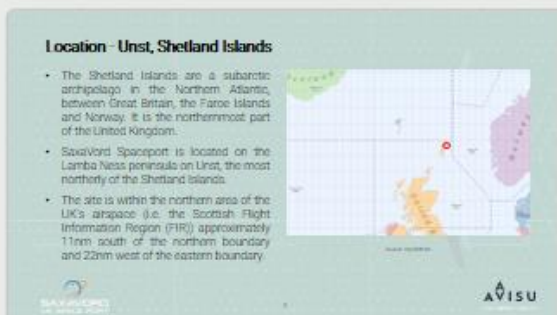 Location - Unst, Shetland Islands
• The Shetland Islands are a subarctic
archipelago in the Northern Atlantic,
between Great Britain, the Faroe Islands
and Norway. It is the northernmost part
of the United Kingdom.
• SaxaVord Spaceport is located on the
Lamba Ness peninsula on Unst, the most
northerly of the Shetland Islands.
• The site is within the northern area of the
UK's airspace (i.e. the Scottish Flight
Information Region (FIR)) approximately
11nm south of the northern boundary
and 22nm west of the eastern boundary.
SAXAVORD
UK SPACE PORT
AVISU